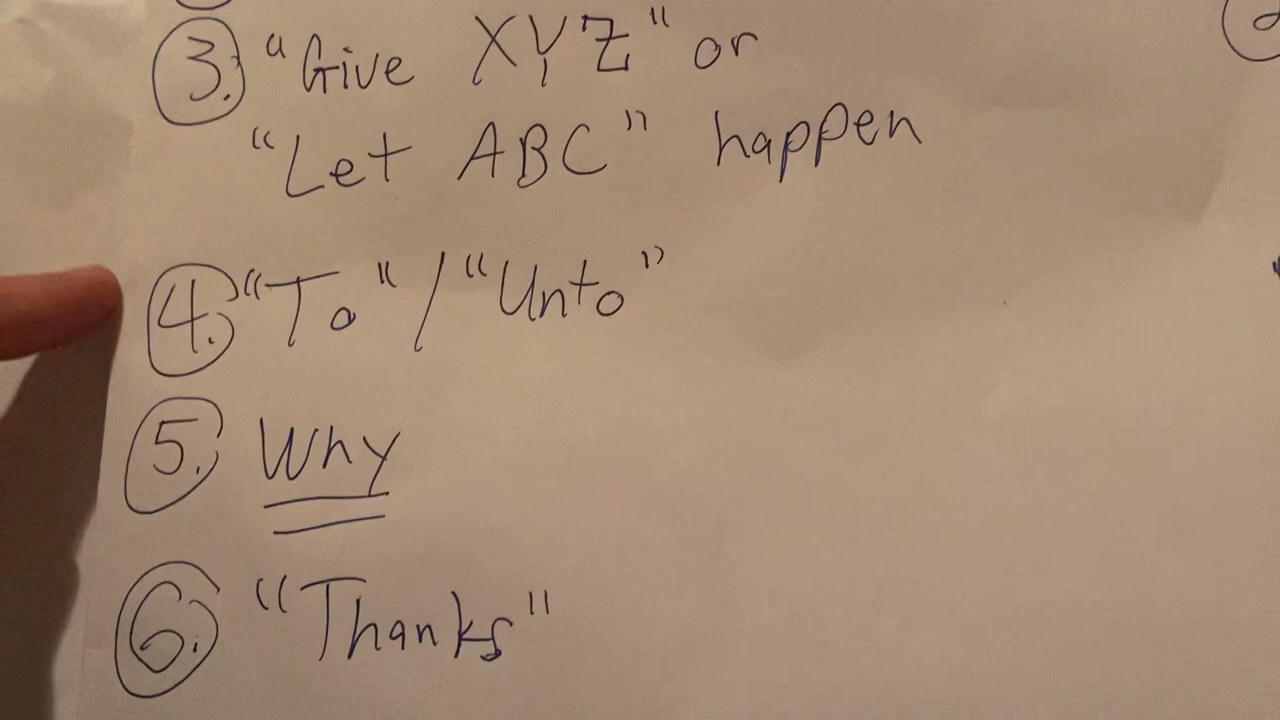 3. "Give XYZ" or
"Let ABC" happen
4. "To" / "Unto"
5. Why
6. "Thanks"